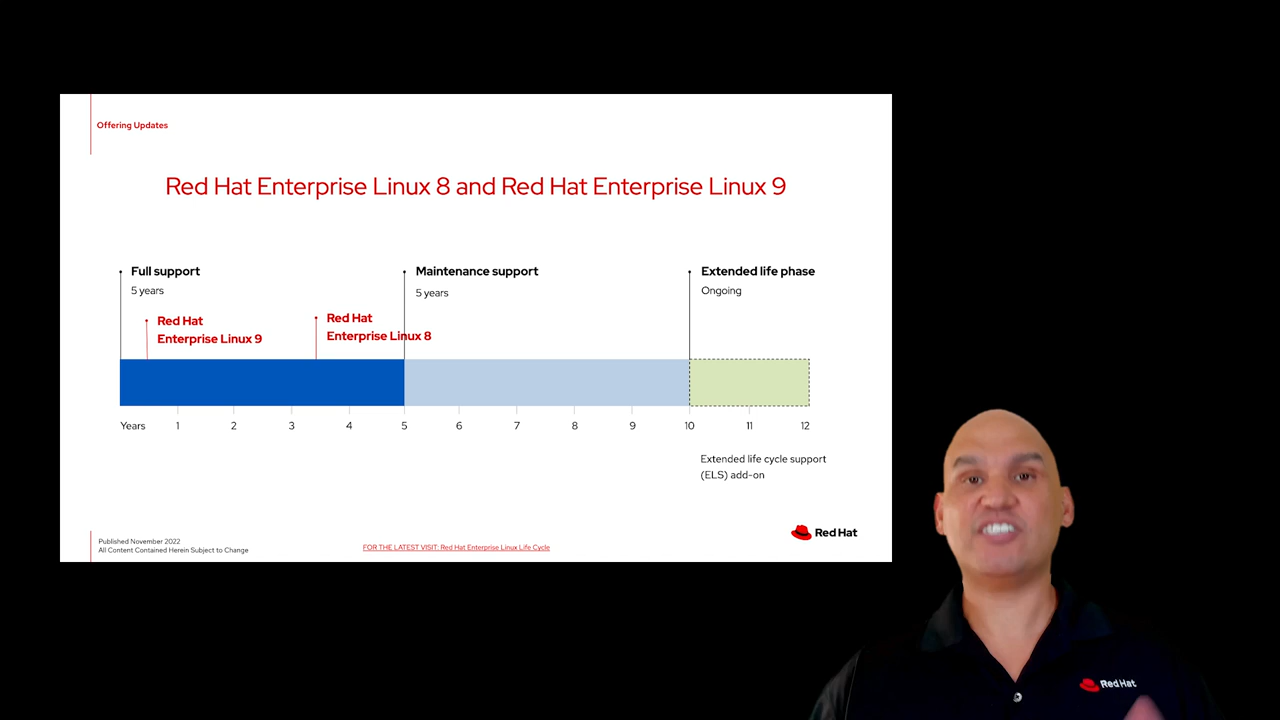 Offering Updates
Red Hat Enterprise Linux 8 and Red Hat Enterprise Linux 9
Full support
5 years
Maintenance support
5 years
Extended life phase
Ongoing
Red Hat
Enterprise Linux 9
Red Hat
Enterprise Linux 8
Years 1 2 3 4 5 6 7 8 9 10 11 12
Extended life cycle support
(ELS) add-on
Published November 2022
All Content Contained Herein Subject to Change
FOR THE LATEST VISIT: Red Hat Enterprise Linux Life Cycle
Red Hat
Red Hat